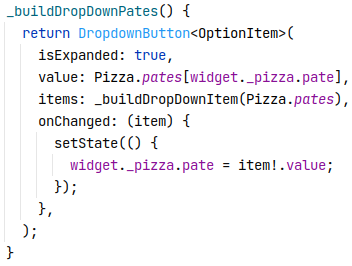 _buildDropDownPates() {
  return DropdownButton<OptionItem>(
    isExpanded: true,
    value: Pizza.pates[widget._pizza.pate],
    items: _buildDropDownItem(Pizza.pates),
    onChanged: (item) {
      setState(() {
        widget._pizza.pate = item!.value;
      });
    },
  );
}